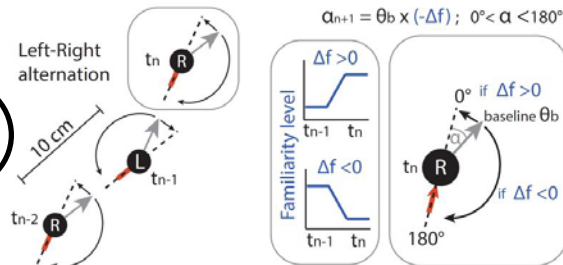 α n+1 = θb x (-Δf) ; 0°< α <180°
Left-Right
alternation
tn
R
10 cm
L
tn-1
tn-2
R
Familiarity level
Δf >0
tn-1 tn
Δf <0
tn-1 tn
0° if Δf >0
baseline θb
α
tn R
if Δf <0
180°